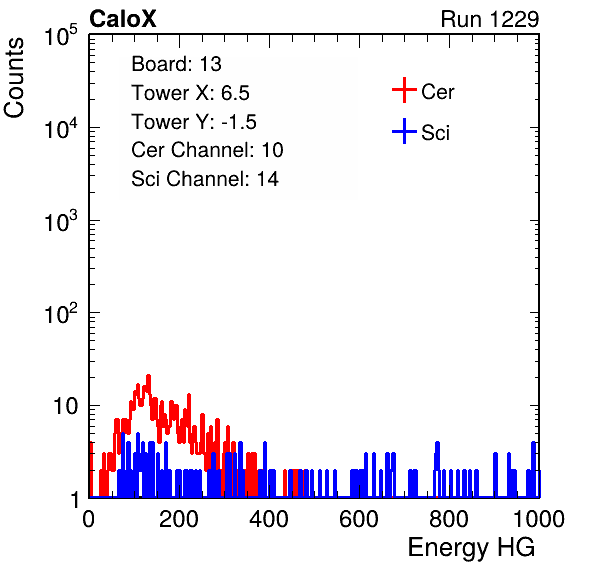 CaloX Run 1229
Counts
10^5
10^4
10^3
10^2
10
1
Board: 13
Tower X: 6.5
Tower Y: -1.5
Cer Channel: 10
Sci Channel: 14
Cer
Sci
0 200 400 600 800 1000
Energy HG